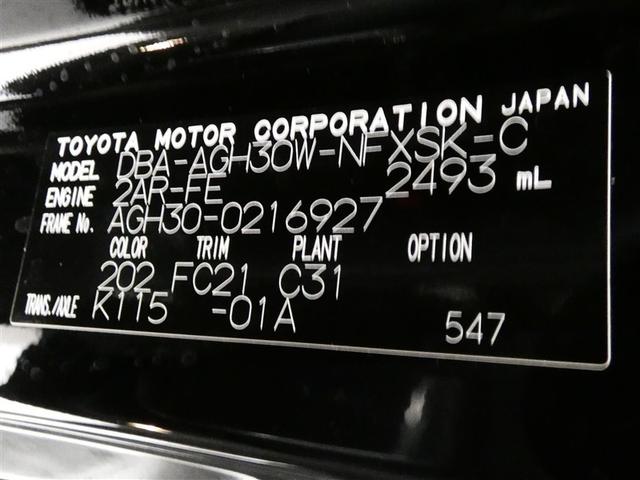 TOYOTA MOTOR CORPORATION JAPAN
MODEL DBA-AGH30W-NFXSK-C
ENGINE 2AR-FE 2493 mL
FRAME No. AGH30-0216927
COLOR TRIM PLANT OPTION
202 FC21 C31
TRANS./AXLE K115 -01A
547